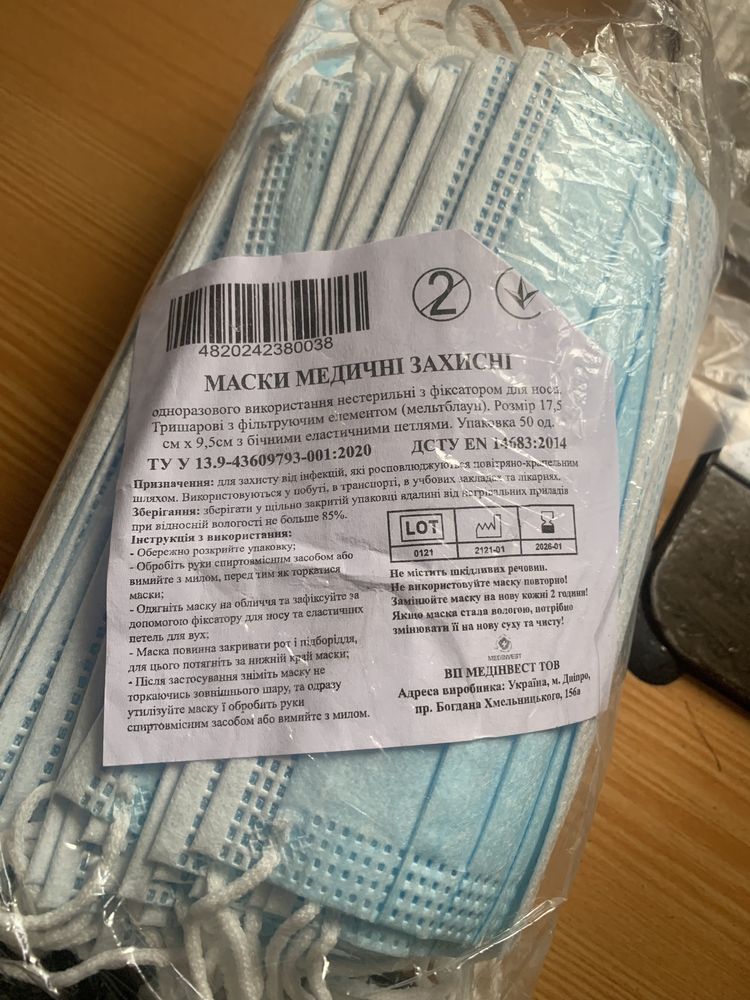 4820242380038
2
МАСКИ МЕДИЧНІ ЗАХИСНІ
одноразового використання нестерильні з фіксатором для носа.
Тришарові з фільтруючим елементом (мельтблаун). Розмір 17,5
см х 9,5см з бічними еластичними петлями. Упаковка 50 од.
ТУ У 13.9-43609793-001:2020 ДСТУ EN 14683:2014
Призначення: для захисту від інфекцій, які росповлюджуються повітряно-крапельним
шляхом. Використовуються у побуті, в транспорті, в учбових закладах та лікарнях.
Зберігання: зберігати у щільно закритій упаковці вдалині від нагрівальних приладів
при відносній вологості не больше 85%.
Інструкція з використання:
- Обережно розкрийте упаковку;
- Обробіть руки спиртовмісним засобом або
вимийте з милом, перед тим як торкатися
маски;
- Одягніть маску на обличчя та зафіксуйте за
допомогою фіксатору для носу та еластичних
петель для вух;
- Маска повинна закривати рот і підборіддя,
для цього потягніть за нижній край маски;
- Після застосування зніміть маску не
торкаючись зовнішнього шару, та одразу
утилізуйте маску ї обробить руки
спиртовмісним засобом або вимийте з милом.
LOT
0121 2121-01 2026-01
Не містить шкідливих речовин.
Не використовуйте маску повторно!
Замінюйте маску на нову кожні 2 години!
Якщо маска стала вологою, потрібно
змінювати її на нову суху та чисту!
MEDINVEST
ВП МЕДІНВЕСТ ТОВ
Адреса виробника: Україна, м. Дніпро,
пр. Богдана Хмельницького, 156а